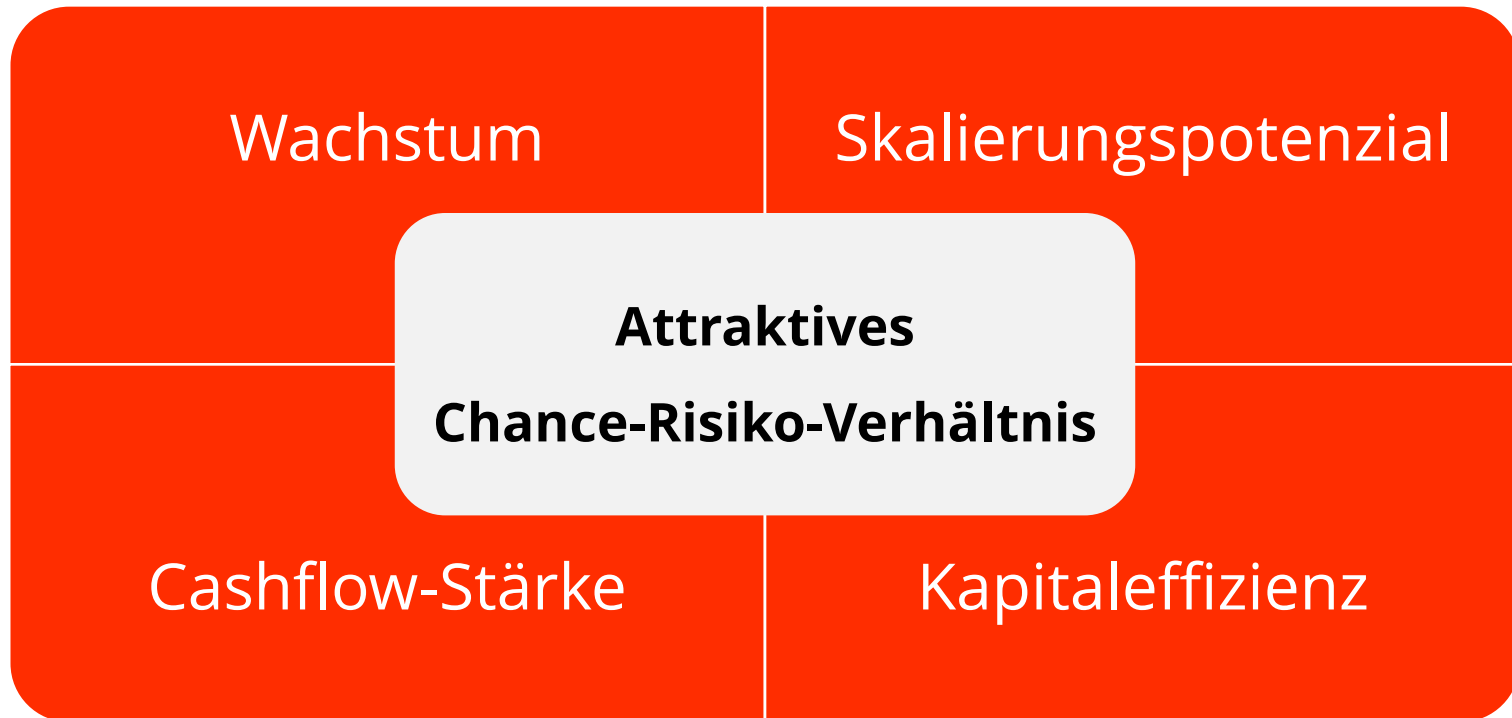 Wachstum
Skalierungspotenzial
Attraktives
Chance-Risiko-Verhältnis
Cashflow-Stärke
Kapitaleffizienz